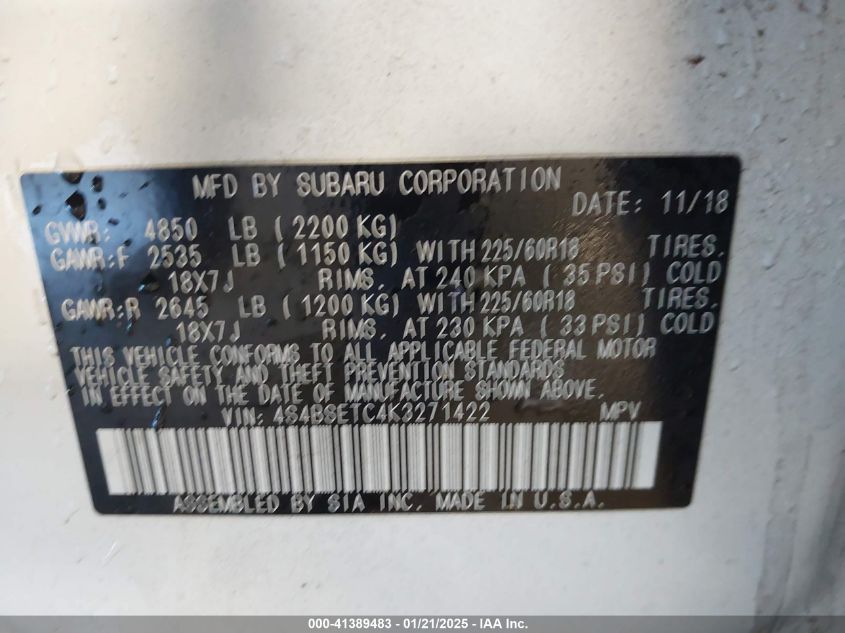 MFD BY SUBARU CORPORATION
DATE: 11/18
GVWR: 4850 LB ( 2200 KG)
GAWR:F 2535 LB ( 1150 KG) WITH 225/60R18 TIRES.
18X7J RIMS. AT 240 KPA ( 35 PSI) COLD
GAWR:R 2645 LB ( 1200 KG) WITH 225/60R18 TIRES.
18X7J RIMS. AT 230 KPA ( 33 PSI) COLD
THIS VEHICLE CONFORMS TO ALL APPLICABLE FEDERAL MOTOR
VEHICLE SAFETY AND THEFT PREVENTION STANDARDS
IN EFFECT ON THE DATE OF MANUFACTURE SHOWN ABOVE.
VIN: 4S4BSETC4K3271422 MPV
ASSEMBLED BY SIA INC. MADE IN U.S.A.
000-41389483 - 01/21/2025 - IAA Inc.